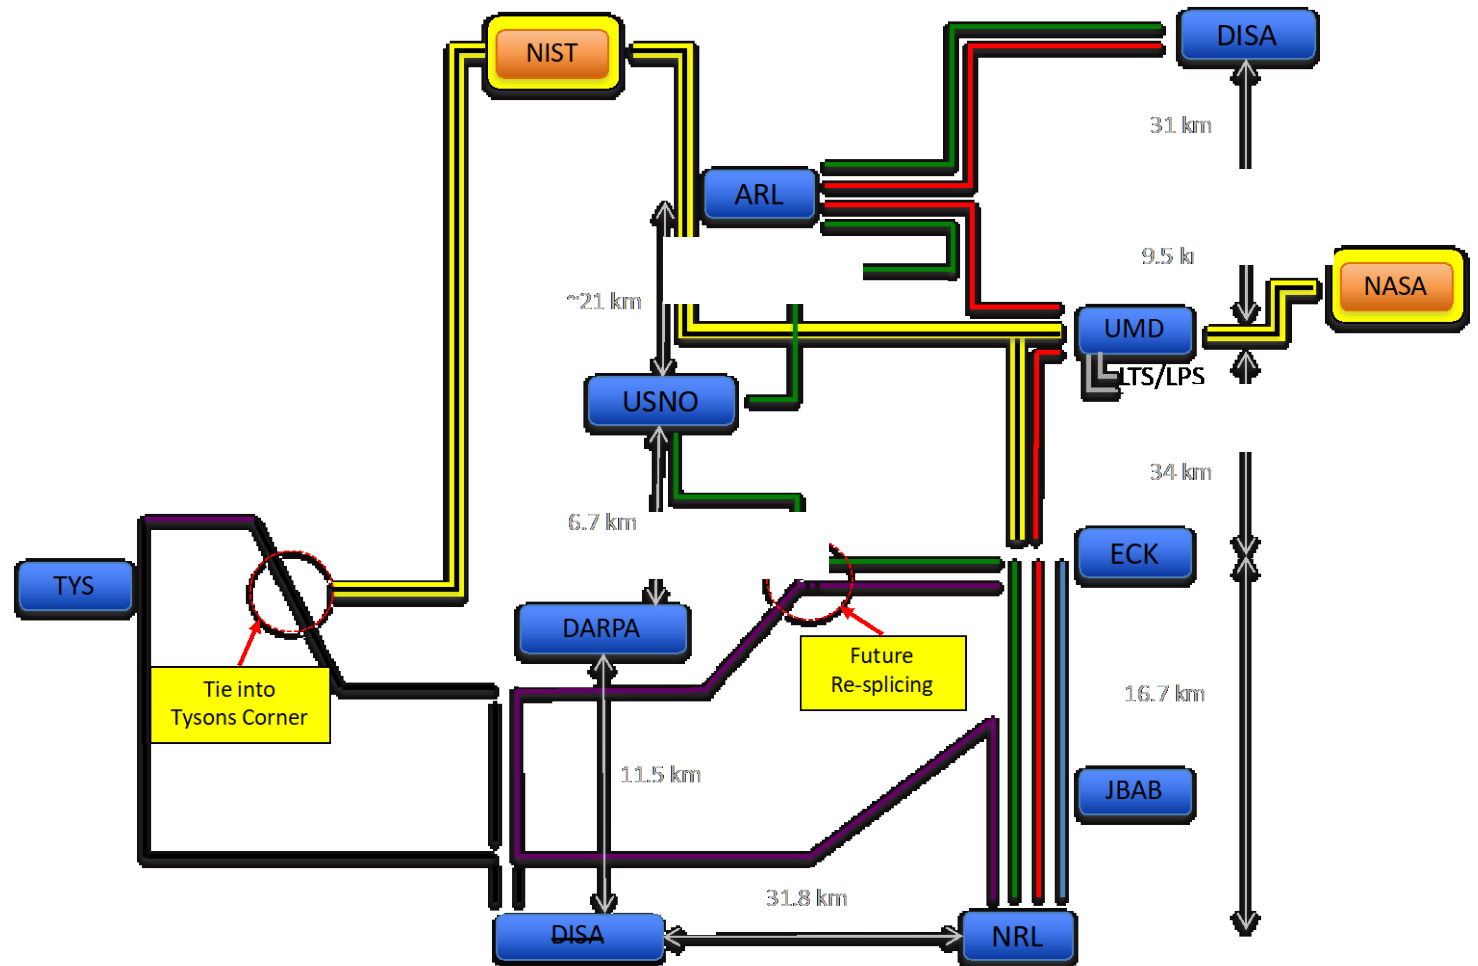 NIST
DISA
31 km
ARL
9.5 k
NASA
~21 km
UMD
LTS/LPS
USNO
34 km
6.7 km
ECK
TYS
DARPA
Future
Re-splicing
Tie into
Tysons Corner
16.7 km
11.5 km
JBAB
31.8 km
DISA
NRL